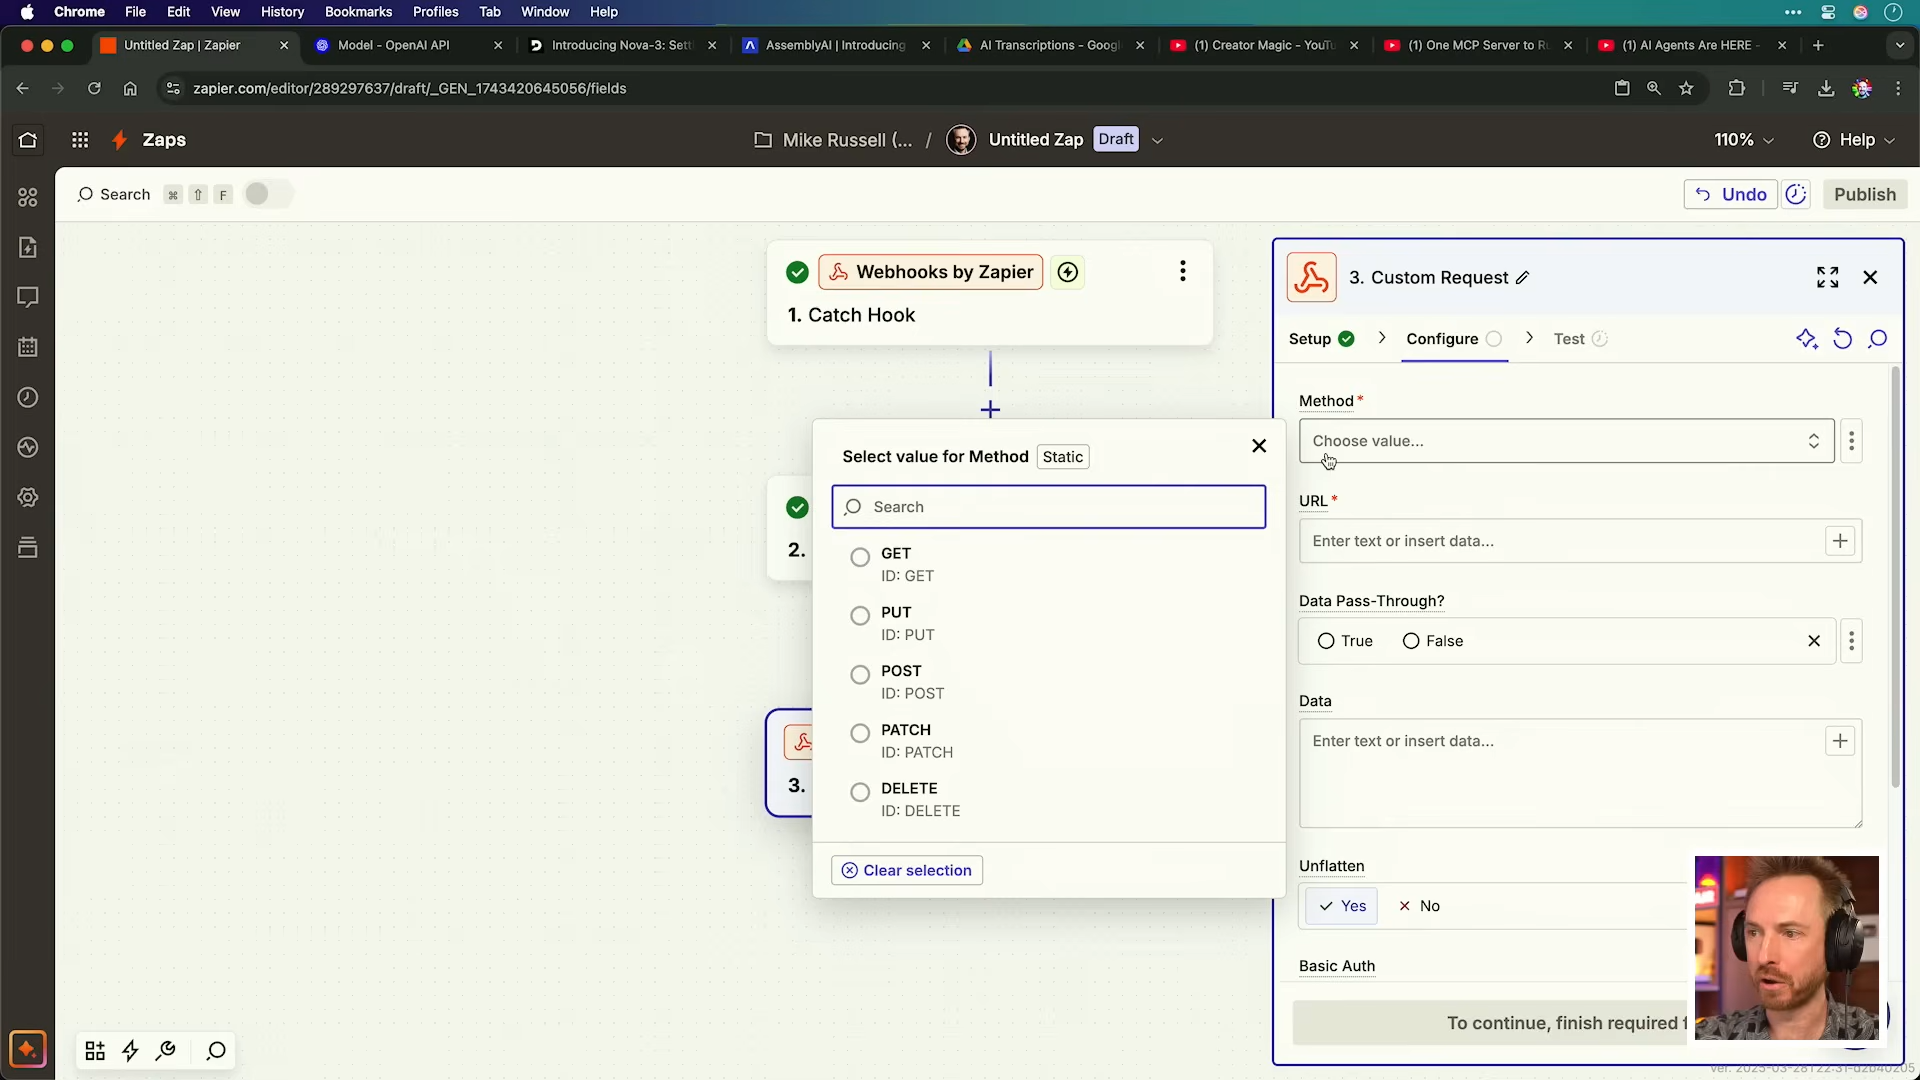 Chrome File Edit View History Bookmarks Profiles Tab Window Help
Untitled Zap | Zapier
Model - OpenAI API
Introducing Nova-3: Sett
AssemblyAI | Introducing
AI Transcriptions - Googl
(1) Creator Magic - YouTu
(1) One MCP Server to Ru
(1) AI Agents Are HERE -
zapier.com/editor/289297637/draft/_GEN_1743420645056/fields
Zaps
Mike Russell (... / Untitled Zap Draft
110% Help
Search ⌘ ⇧ F
Undo Publish
Webhooks by Zapier
1. Catch Hook
2.
3.
Select value for Method Static
Search
GET
ID: GET
PUT
ID: PUT
POST
ID: POST
PATCH
ID: PATCH
DELETE
ID: DELETE
Clear selection
3. Custom Request
Setup Configure Test
Method*
Choose value...
URL*
Enter text or insert data...
Data Pass-Through?
True False
Data
Enter text or insert data...
Unflatten
Yes No
Basic Auth
To continue, finish required f